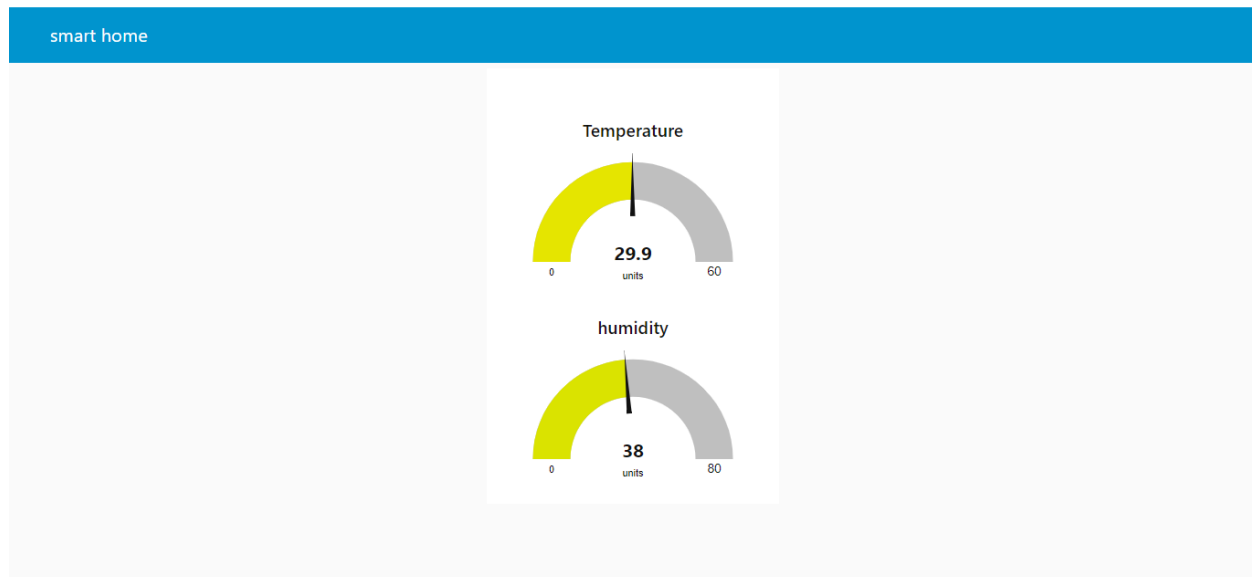 smart home
Temperature
29.9
0 units 60
humidity
38
0 units 80